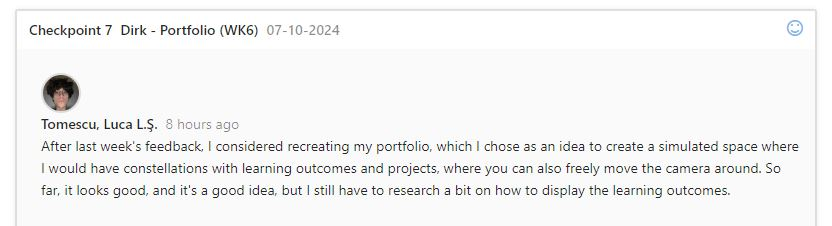 Checkpoint 7 Dirk - Portfolio (WK6) 07-10-2024
Tomescu, Luca L.Ş. 8 hours ago
After last week's feedback, I considered recreating my portfolio, which I chose as an idea to create a simulated space where
I would have constellations with learning outcomes and projects, where you can also freely move the camera around. So
far, it looks good, and it's a good idea, but I still have to research a bit on how to display the learning outcomes.